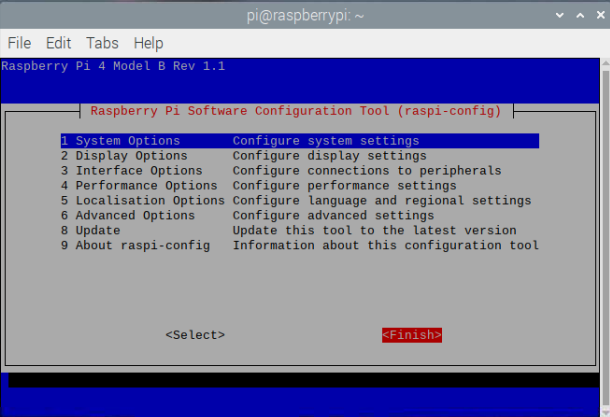 pi@raspberrypi: ~
File Edit Tabs Help
Raspberry Pi 4 Model B Rev 1.1
Raspberry Pi Software Configuration Tool (raspi-config)
1 System Options Configure system settings
2 Display Options Configure display settings
3 Interface Options Configure connections to peripherals
4 Performance Options Configure performance settings
5 Localisation Options Configure language and regional settings
6 Advanced Options Configure advanced settings
8 Update Update this tool to the latest version
9 About raspi-config Information about this configuration tool
<Select> <Finish>